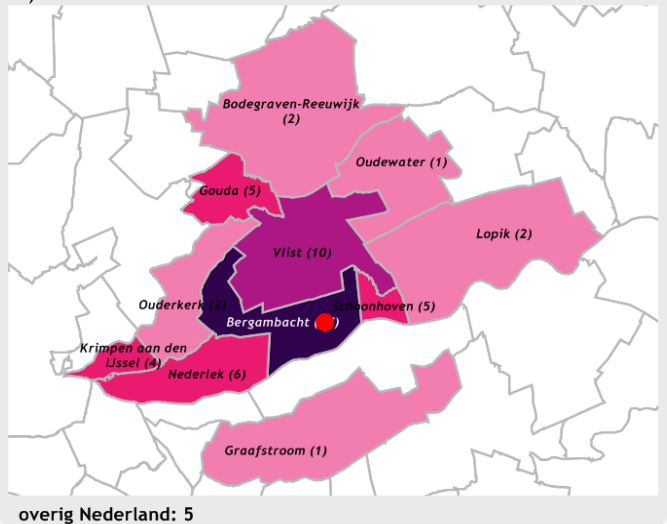 Bodegraven-Reeuwijk
(2)
Oudewater (1)
Gouda (5)
Lopik (2)
Vlist (10)
Ouderkerk (2)
Schoonhoven (5)
Bergambacht
Krimpen aan den
IJssel (4)
Nederlek (6)
Graafstroom (1)
overig Nederland: 5